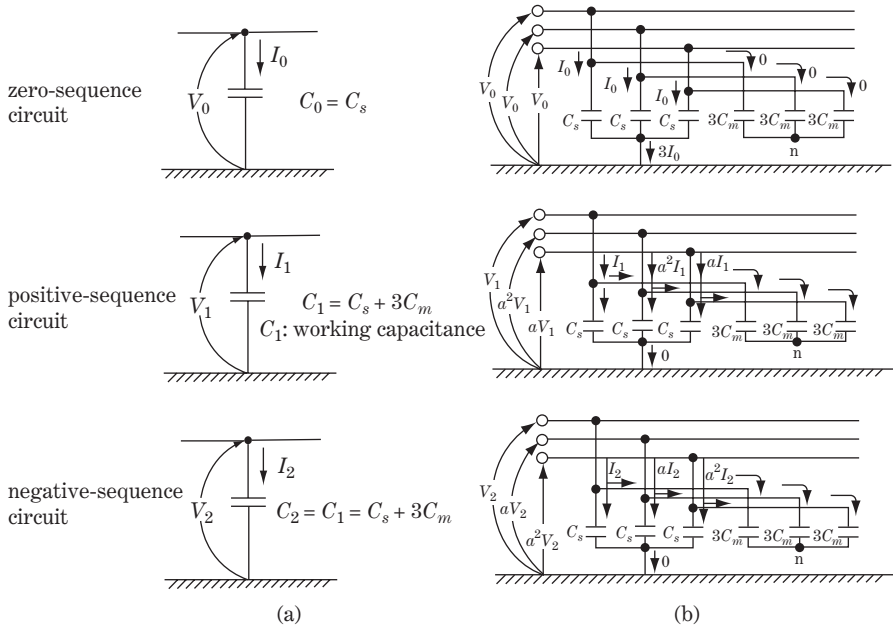 zero-sequence
circuit
V₀
I₀
C₀ = Cₛ
V₀ V₀ V₀
I₀ I₀ I₀
0 0 0
Cₛ Cₛ Cₛ 3Cₘ 3Cₘ 3Cₘ
3I₀
n
positive-sequence
circuit
V₁
I₁
C₁ = Cₛ + 3Cₘ
C₁: working capacitance
V₁ a²V₁ aV₁
I₁ a²I₁ aI₁
Cₛ Cₛ Cₛ 3Cₘ 3Cₘ 3Cₘ
0
n
negative-sequence
circuit
V₂
I₂
C₂ = C₁ = Cₛ + 3Cₘ
V₂ aV₂ a²V₂
I₂ aI₂ a²I₂
Cₛ Cₛ Cₛ 3Cₘ 3Cₘ 3Cₘ
0
n
(a) (b)